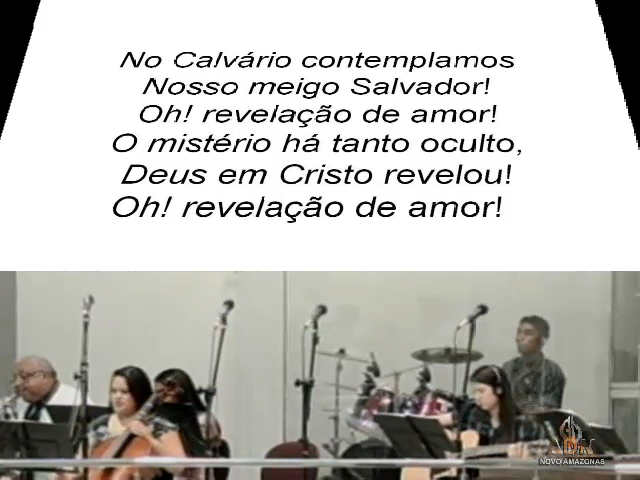 No Calvário contemplamos
Nosso meigo Salvador!
Oh! revelação de amor!
O mistério há tanto oculto,
Deus em Cristo revelou!
Oh! revelação de amor!
NOVO AMAZONAS